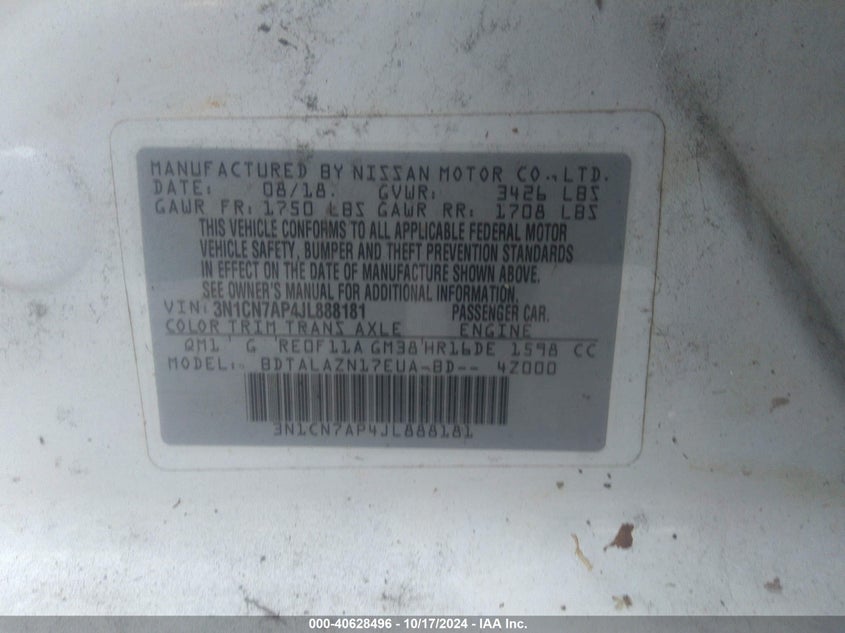 MANUFACTURED BY NISSAN MOTOR CO., LTD.
DATE: 08/18. GVWR: 3426 LBS
GAWR FR: 1750 LBS GAWR RR: 1708 LBS
THIS VEHICLE CONFORMS TO ALL APPLICABLE FEDERAL MOTOR
VEHICLE SAFETY, BUMPER AND THEFT PREVENTION STANDARDS
IN EFFECT ON THE DATE OF MANUFACTURE SHOWN ABOVE.
SEE OWNER'S MANUAL FOR ADDITIONAL INFORMATION.
VIN: 3N1CN7AP4JL888181 PASSENGER CAR.
COLOR TRIM TRANS AXLE ENGINE
QM1 G RE0F11A GM38 HR16DE 1598 CC
MODEL: BDTALAZN17EUA-BD-- 4Z000
3N1CN7AP4JL888181
000-40628496 - 10/17/2024 - IAA Inc.